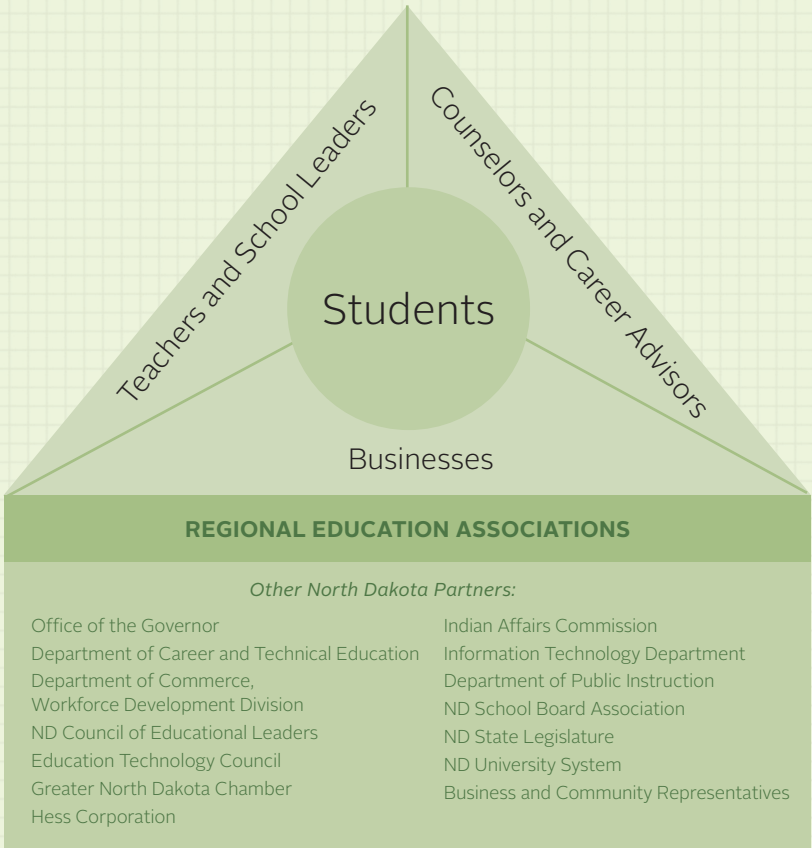 Teachers and School Leaders
Counselors and Career Advisors
Students
Businesses
REGIONAL EDUCATION ASSOCIATIONS
Other North Dakota Partners:
Office of the Governor
Department of Career and Technical Education
Department of Commerce,
Workforce Development Division
ND Council of Educational Leaders
Education Technology Council
Greater North Dakota Chamber
Hess Corporation
Indian Affairs Commission
Information Technology Department
Department of Public Instruction
ND School Board Association
ND State Legislature
ND University System
Business and Community Representatives